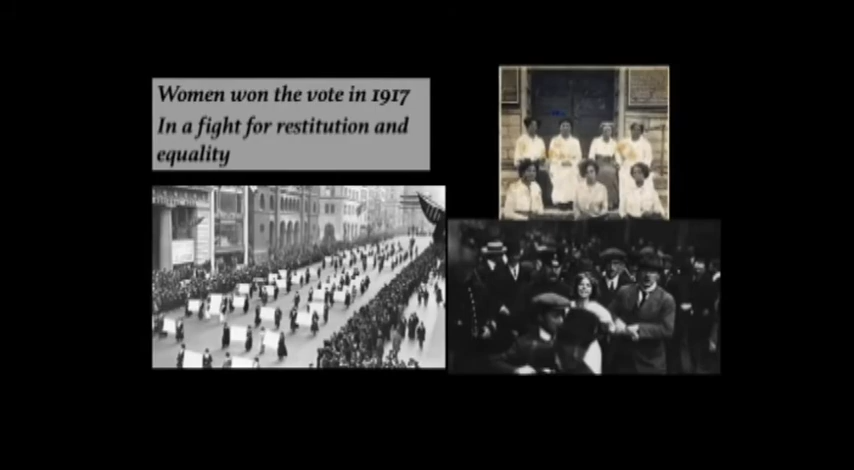 Women won the vote in 1917
In a fight for restitution and
equality